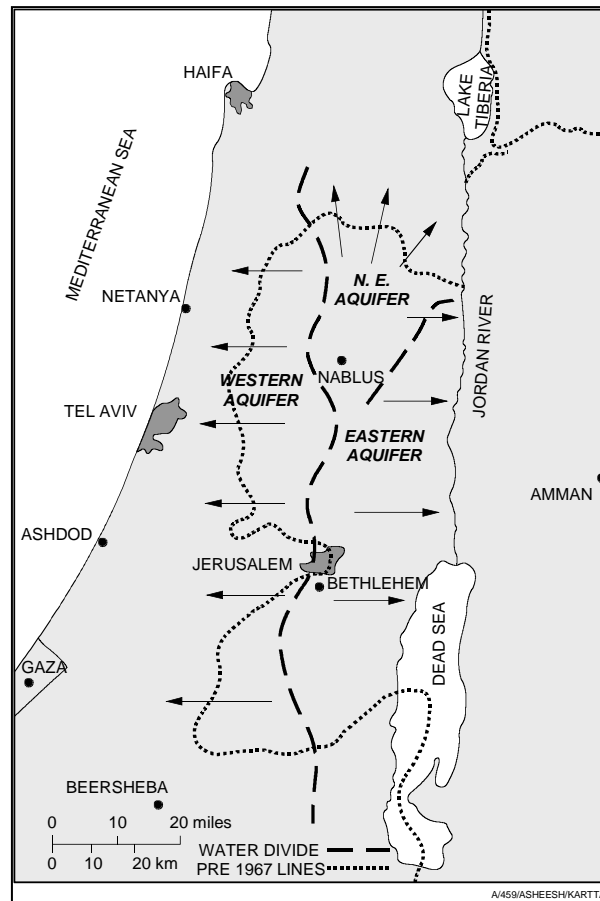 HAIFA
LAKE
TIBERIA
MEDITERRANEAN SEA
N. E.
AQUIFER
NETANYA
JORDAN RIVER
NABLUS
WESTERN
AQUIFER
TEL AVIV
EASTERN
AQUIFER
AMMAN
ASHDOD
JERUSALEM
BETHLEHEM
DEAD SEA
GAZA
BEERSHEBA
0 10 20 miles
0 10 20 km
WATER DIVIDE
PRE 1967 LINES
A/459/ASHEESH/KARTTA